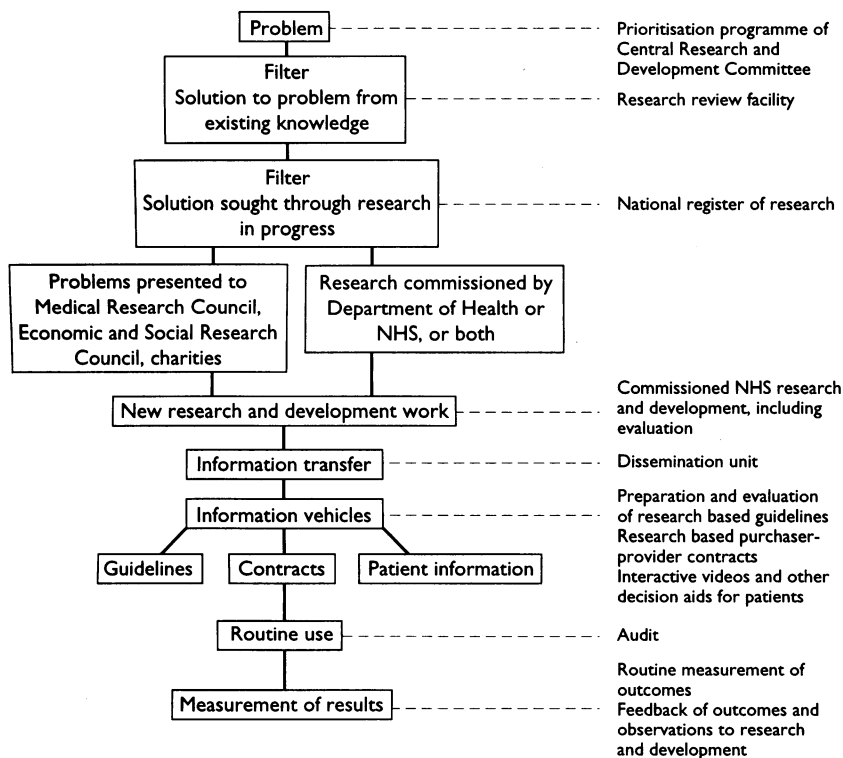 Problem
Prioritisation programme of
Central Research and
Development Committee
Filter
Solution to problem from
existing knowledge
Research review facility
Filter
Solution sought through research
in progress
National register of research
Problems presented to
Medical Research Council,
Economic and Social Research
Council, charities
Research commissioned by
Department of Health or
NHS, or both
New research and development work
Commissioned NHS research
and development, including
evaluation
Information transfer
Dissemination unit
Information vehicles
Preparation and evaluation
of research based guidelines
Research based purchaser-
provider contracts
Interactive videos and other
decision aids for patients
Guidelines
Contracts
Patient information
Routine use
Audit
Measurement of results
Routine measurement of
outcomes
Feedback of outcomes and
observations to research
and development